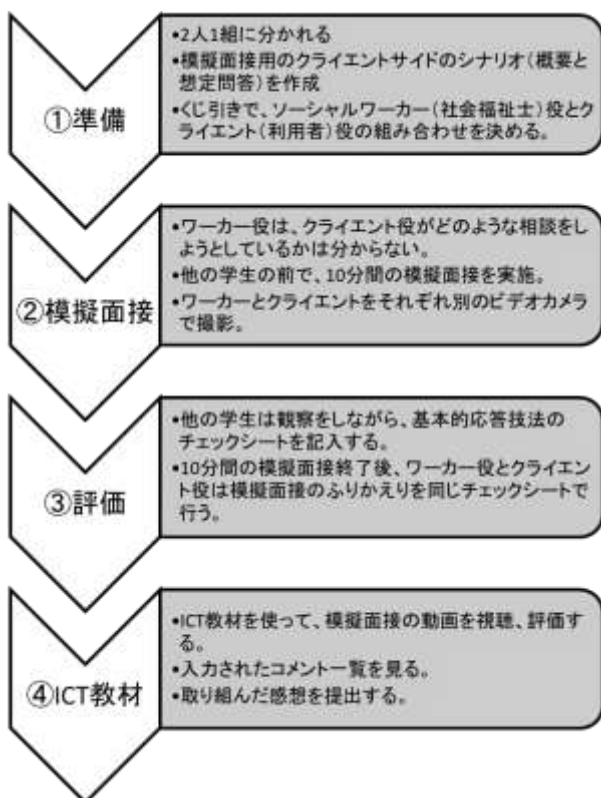 ①準備
•2人1組に分かれる
•模擬面接用のクライエントサイドのシナリオ(概要と
想定問答)を作成
•くじ引きで、ソーシャルワーカー(社会福祉士)役とク
ライエント(利用者)役の組み合わせを決める。
②模擬面接
•ワーカー役は、クライエント役がどのような相談をし
ようとしているかは分からない。
•他の学生の前で、10分間の模擬面接を実施。
•ワーカーとクライエントをそれぞれ別のビデオカメラ
で撮影。
③評価
•他の学生は観察をしながら、基本的応答技法の
チェックシートを記入する。
•10分間の模擬面接終了後、ワーカー役とクライエン
ト役は模擬面接のふりかえりを同じチェックシートで
行う。
④ICT教材
•ICT教材を使って、模擬面接の動画を視聴、評価す
る。
•入力されたコメント一覧を見る。
•取り組んだ感想を提出する。